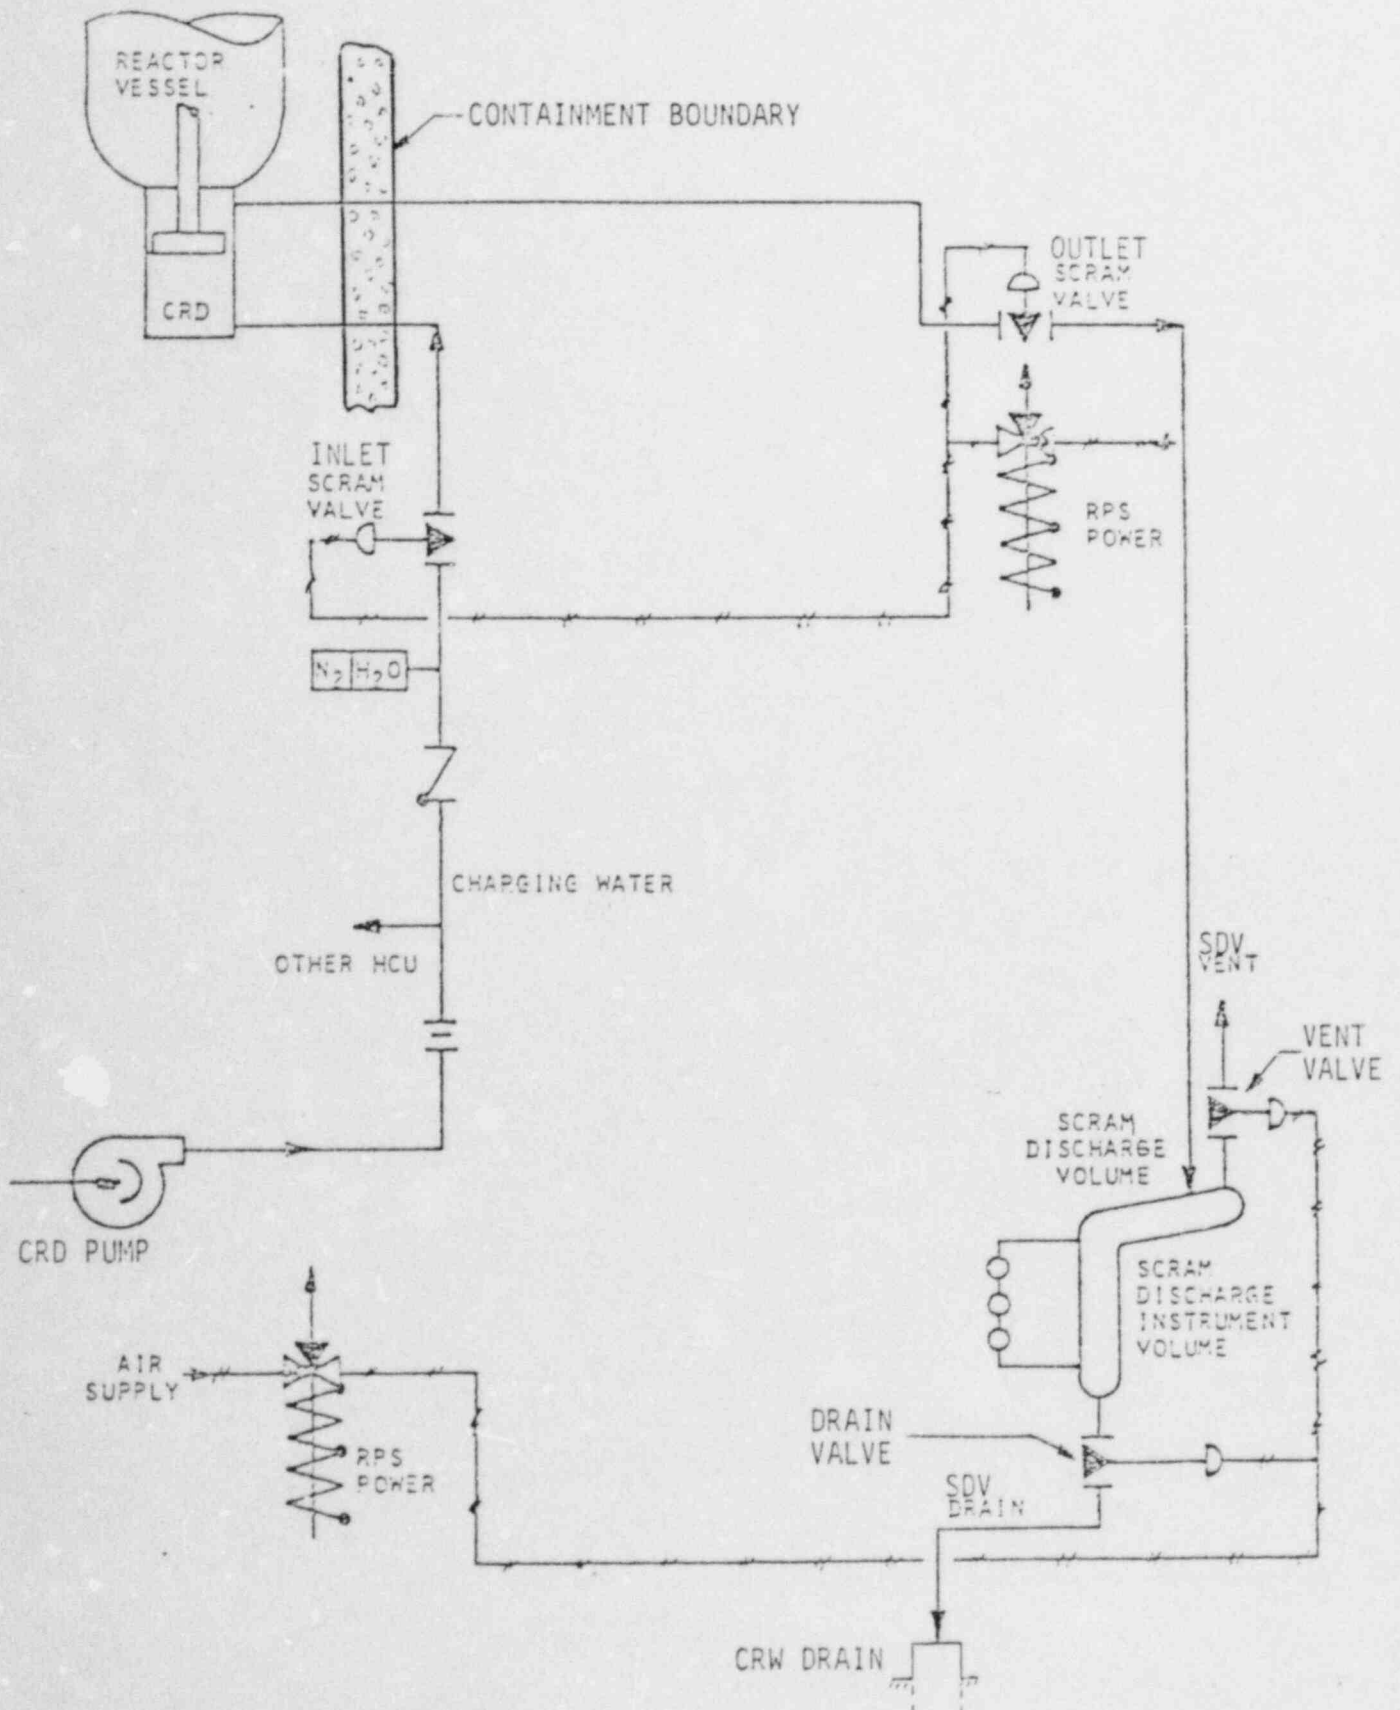 REACTOR
VESSEL
CONTAINMENT BOUNDARY
CRD
OUTLET
SCRAM
VALVE
INLET
SCRAM
VALVE
RPS
POWER
N2 H2O
CHARGING WATER
OTHER HCU
SDV
VENT
VENT
VALVE
SCRAM
DISCHARGE
VOLUME
CRD PUMP
SCRAM
DISCHARGE
INSTRUMENT
VOLUME
AIR
SUPPLY
DRAIN
VALVE
RPS
POWER
SDV
DRAIN
CRW DRAIN